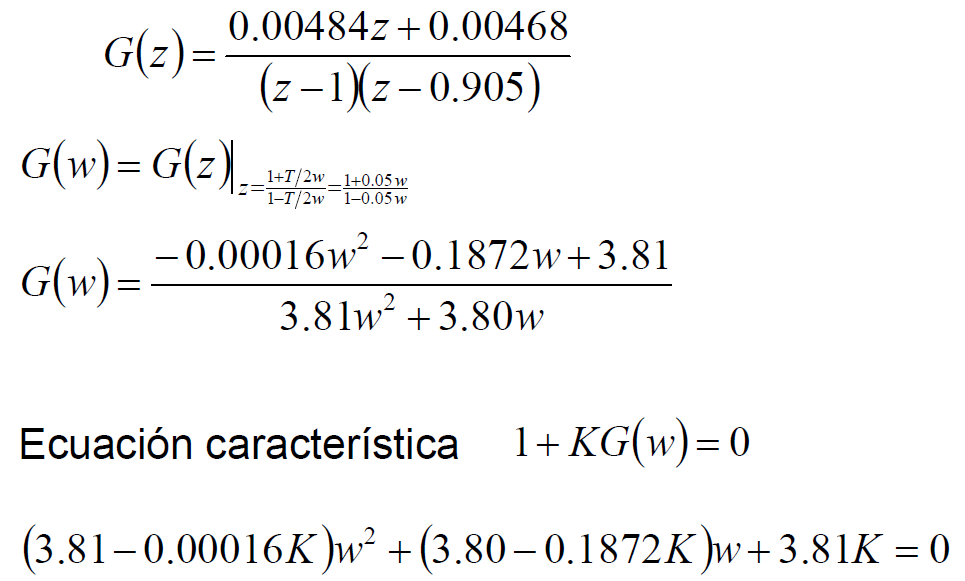 G(z) = 0.00484z + 0.00468 / (z − 1)(z − 0.905)
G(w) = G(z)|z = 1+T/2w / 1−T/2w = 1+0.05w / 1−0.05w
G(w) = −0.00016w² − 0.1872w + 3.81 / 3.81w² + 3.80w
Ecuación característica 1 + KG(w) = 0
(3.81 − 0.00016K)w² + (3.80 − 0.1872K)w + 3.81K = 0